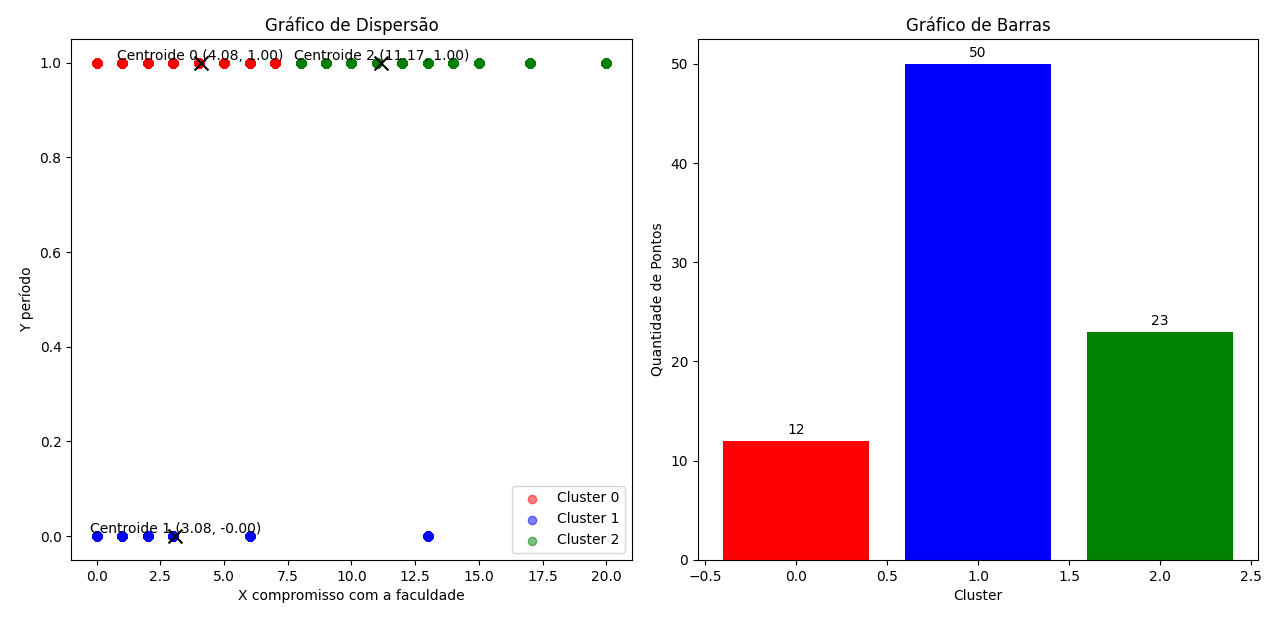 Gráfico de Dispersão
Centroide 0 (4.08, 1.00)
Centroide 2 (11.17, 1.00)
1.0
0.8
0.6
0.4
0.2
0.0
Y período
Centroide 1 (3.08, -0.00)
Cluster 0
Cluster 1
Cluster 2
0.0 2.5 5.0 7.5 10.0 12.5 15.0 17.5 20.0
X compromisso com a faculdade
Gráfico de Barras
50
40
30
20
10
0
Quantidade de Pontos
12
50
23
−0.5 0.0 0.5 1.0 1.5 2.0 2.5
Cluster